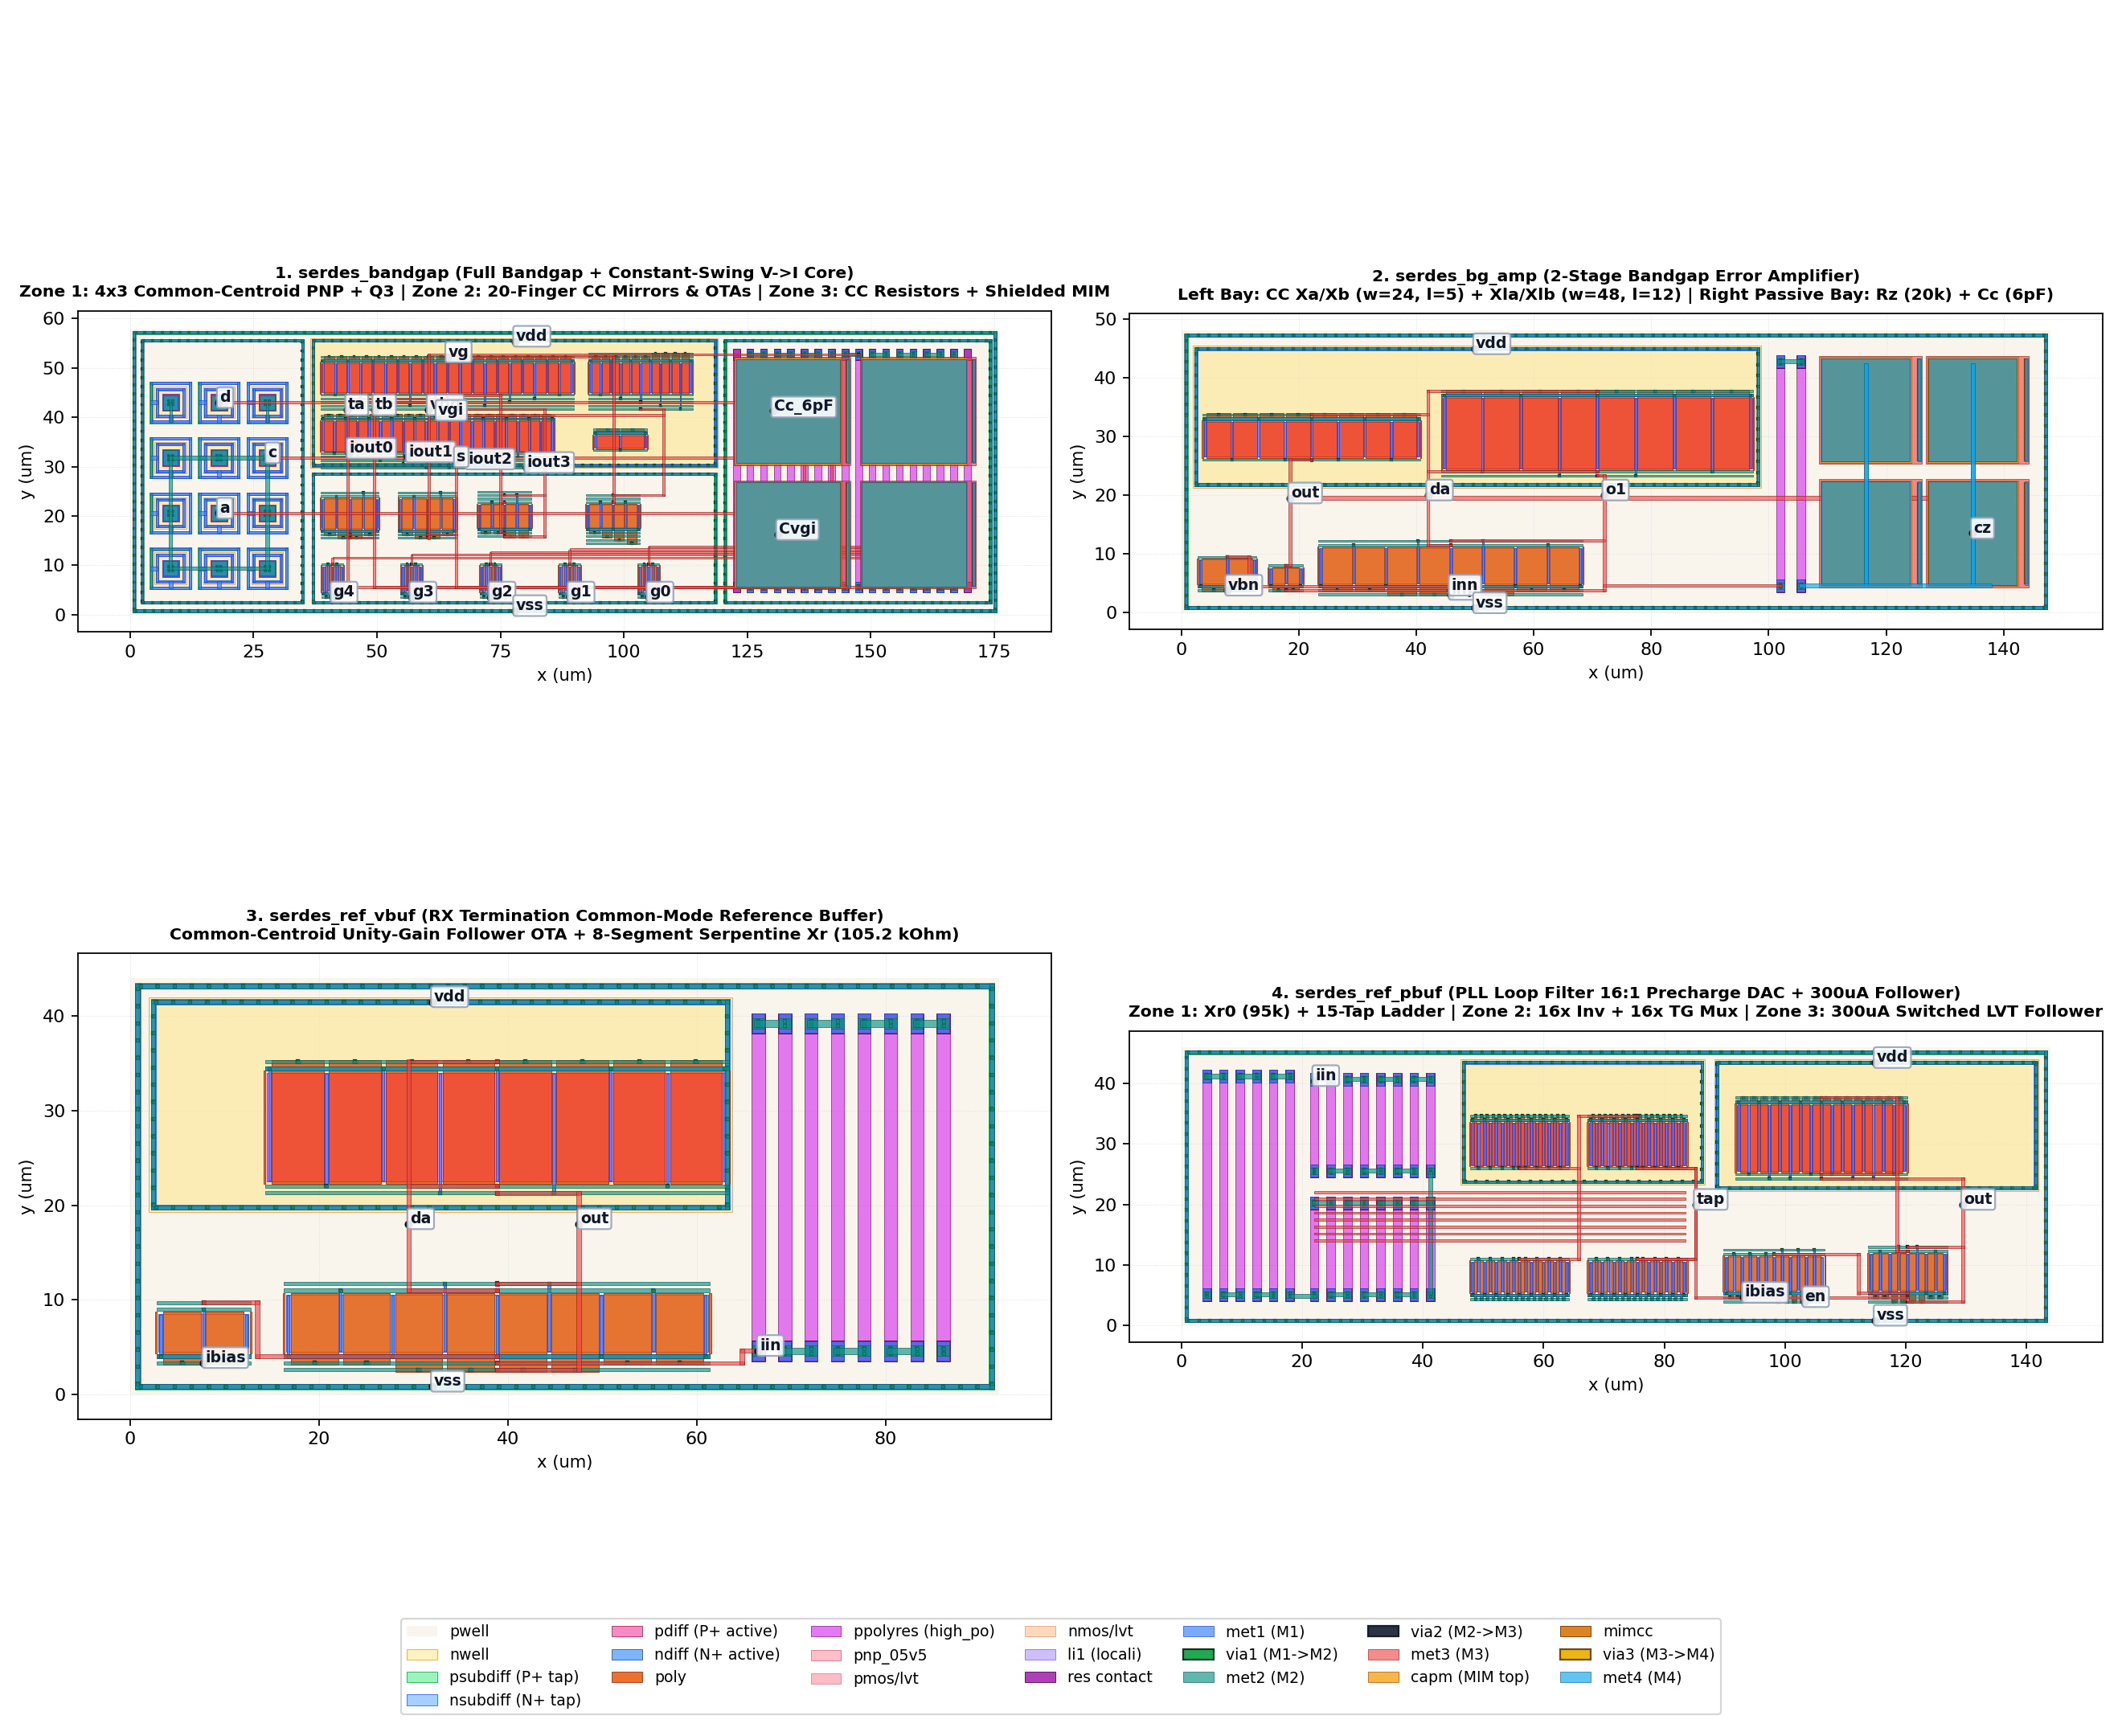 1. serdes_bandgap (Full Bandgap + Constant-Swing V->I Core)
Zone 1: 4x3 Common-Centroid PNP + Q3 | Zone 2: 20-Finger CC Mirrors & OTAs | Zone 3: CC Resistors + Shielded MIM
60
50
40
30
20
10
0
y (um)
vdd
vg
d
ta
tb
vgi
Cc_6pF
iout0
iout1
s
iout2
iout3
c
a
Cvgi
g4
g3
g2
g1
g0
vss
0
25
50
75
100
125
150
175
x (um)
2. serdes_bg_amp (2-Stage Bandgap Error Amplifier)
Left Bay: CC Xa/Xb (w=24, l=5) + Xla/Xlb (w=48, l=12) | Right Passive Bay: Rz (20k) + Cc (6pF)
50
40
30
20
10
0
y (um)
vdd
out
da
o1
cz
vbn
inn
vss
0
20
40
60
80
100
120
140
x (um)
3. serdes_ref_vbuf (RX Termination Common-Mode Reference Buffer)
Common-Centroid Unity-Gain Follower OTA + 8-Segment Serpentine Xr (105.2 kOhm)
40
30
20
10
0
y (um)
vdd
da
out
iin
ibias
vss
0
20
40
60
80
x (um)
4. serdes_ref_pbuf (PLL Loop Filter 16:1 Precharge DAC + 300uA Follower)
Zone 1: Xr0 (95k) + 15-Tap Ladder | Zone 2: 16x Inv + 16x TG Mux | Zone 3: 300uA Switched LVT Follower
40
30
20
10
0
y (um)
vdd
iin
tap
out
ibias
en
vss
0
20
40
60
80
100
120
140
x (um)
pwell
nwell
psubdiff (P+ tap)
nsubdiff (N+ tap)
pdiff (P+ active)
ndiff (N+ active)
poly
ppolyres (high_po)
pnp_05v5
pmos/lvt
nmos/lvt
li1 (locali)
res contact
met1 (M1)
via1 (M1->M2)
met2 (M2)
via2 (M2->M3)
met3 (M3)
capm (MIM top)
mimcc
via3 (M3->M4)
met4 (M4)